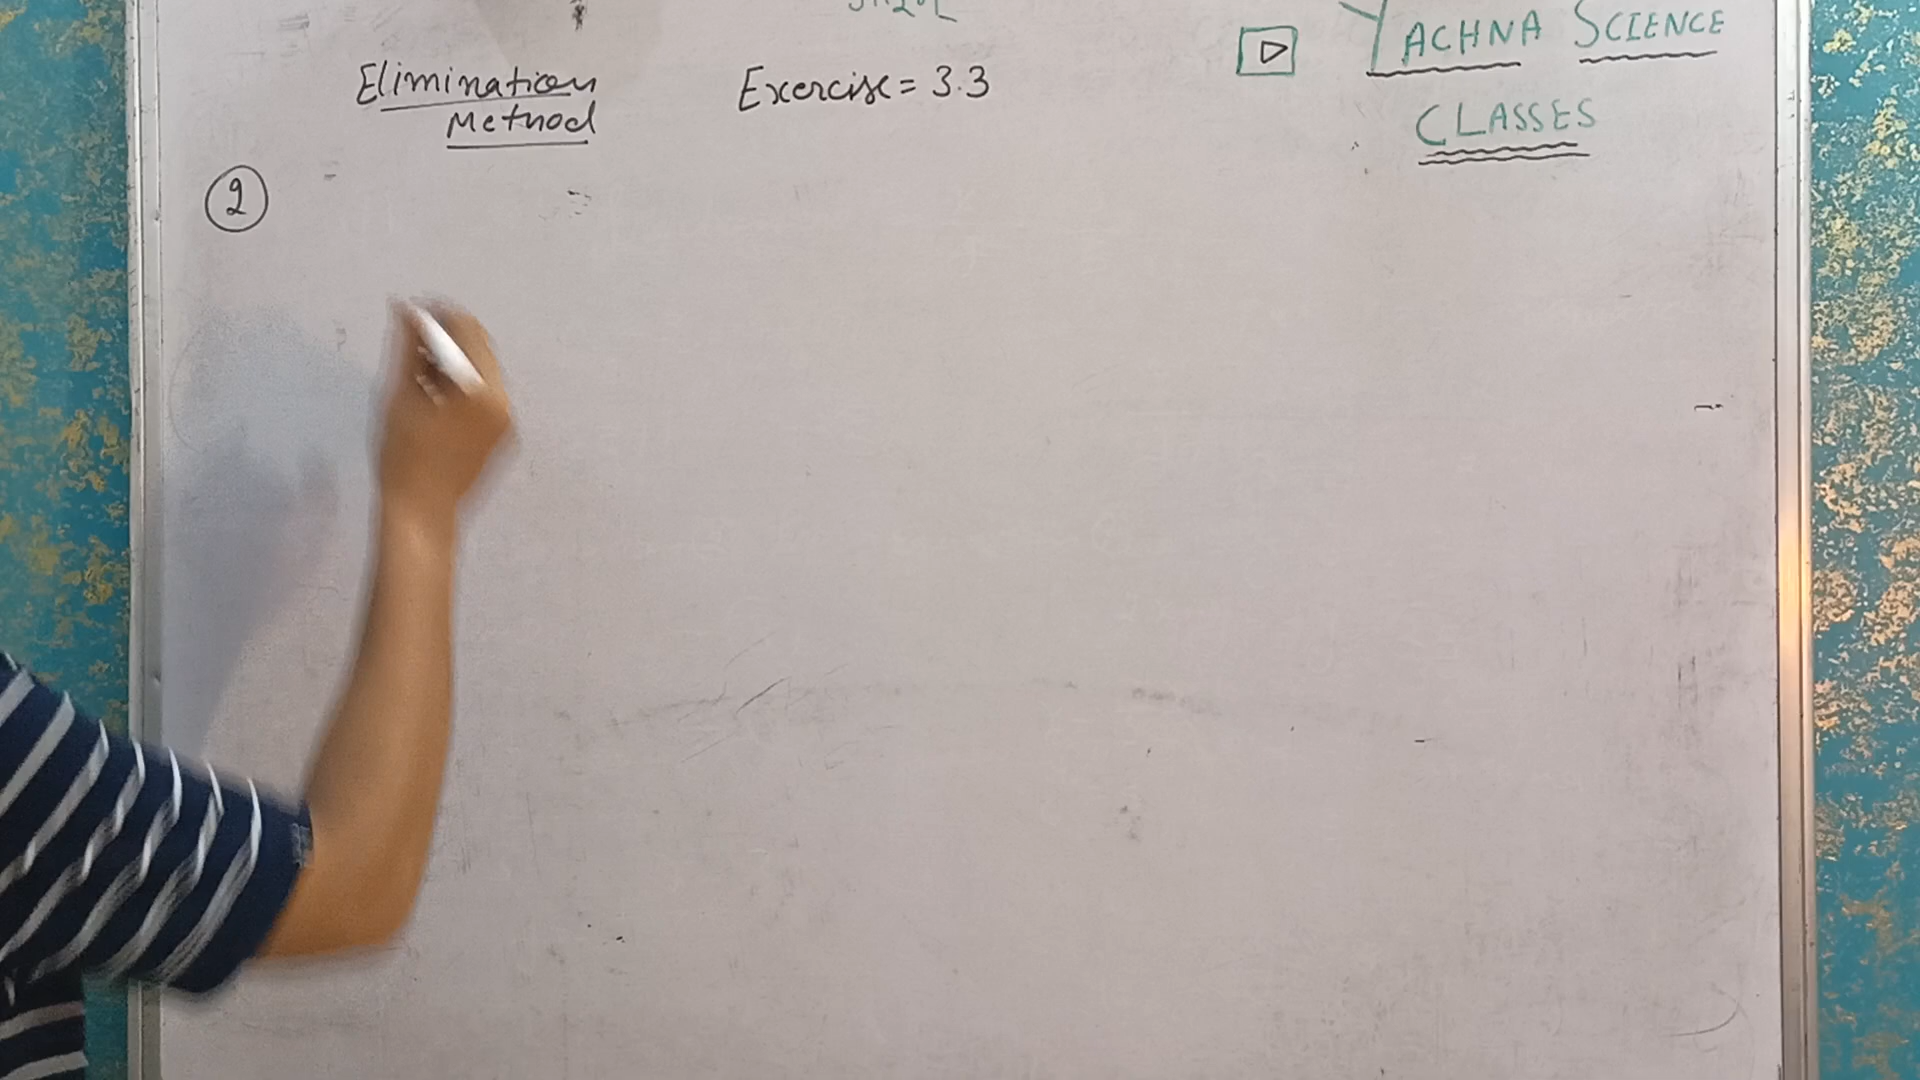 YACHNA SCIENCE
CLASSES
Elimination
Method
Exercise = 3.3
2